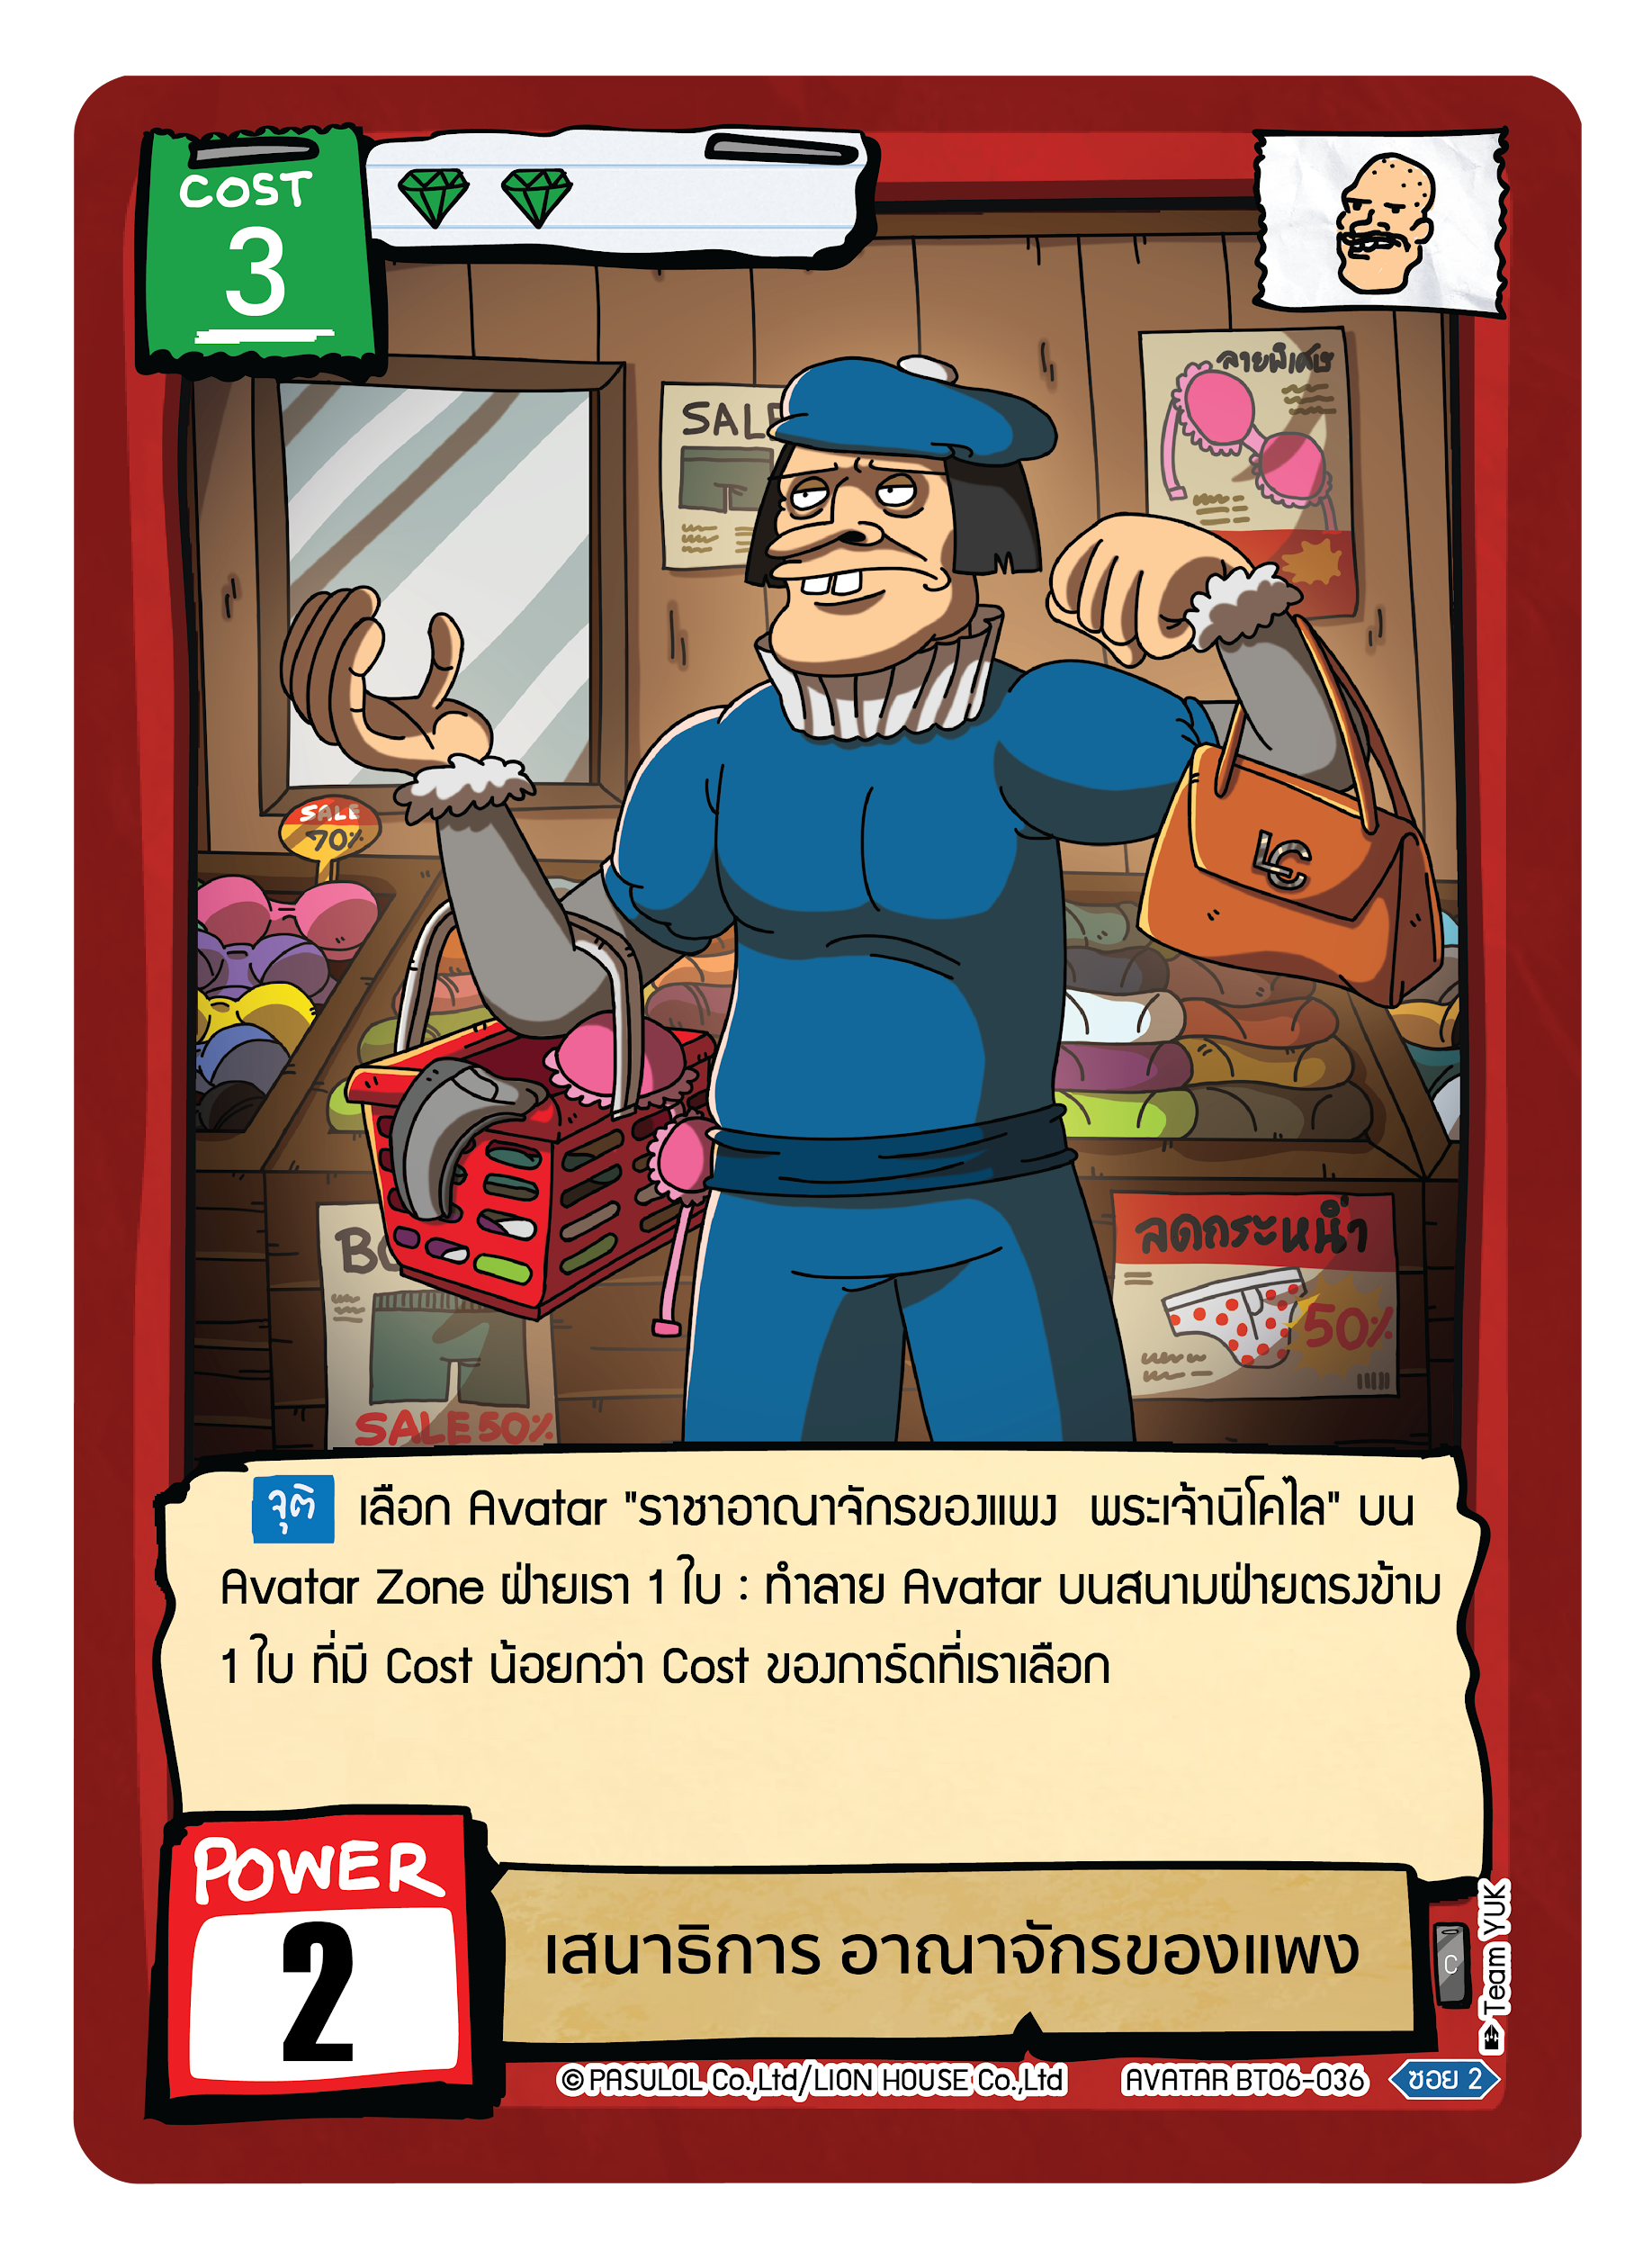 COST
3
SALE
ลายพิเศษ
LC
SALE
70%
ลดกระหน่ำ
50%
SALE 50%
จุติ เลือก Avatar "ราชาอาณาจักรของแพง พระเจ้านิโคไล" บน
Avatar Zone ฝ่ายเรา 1 ใบ : ทำลาย Avatar บนสนามฝ่ายตรงข้าม
1 ใบ ที่มี Cost น้อยกว่า Cost ของการ์ดที่เราเลือก
POWER
2
เสนาธิการ อาณาจักรของแพง
C
Team YUK
©PASULOL Co.,Ltd/LION HOUSE Co.,Ltd AVATAR BT06-036 ซอย 2